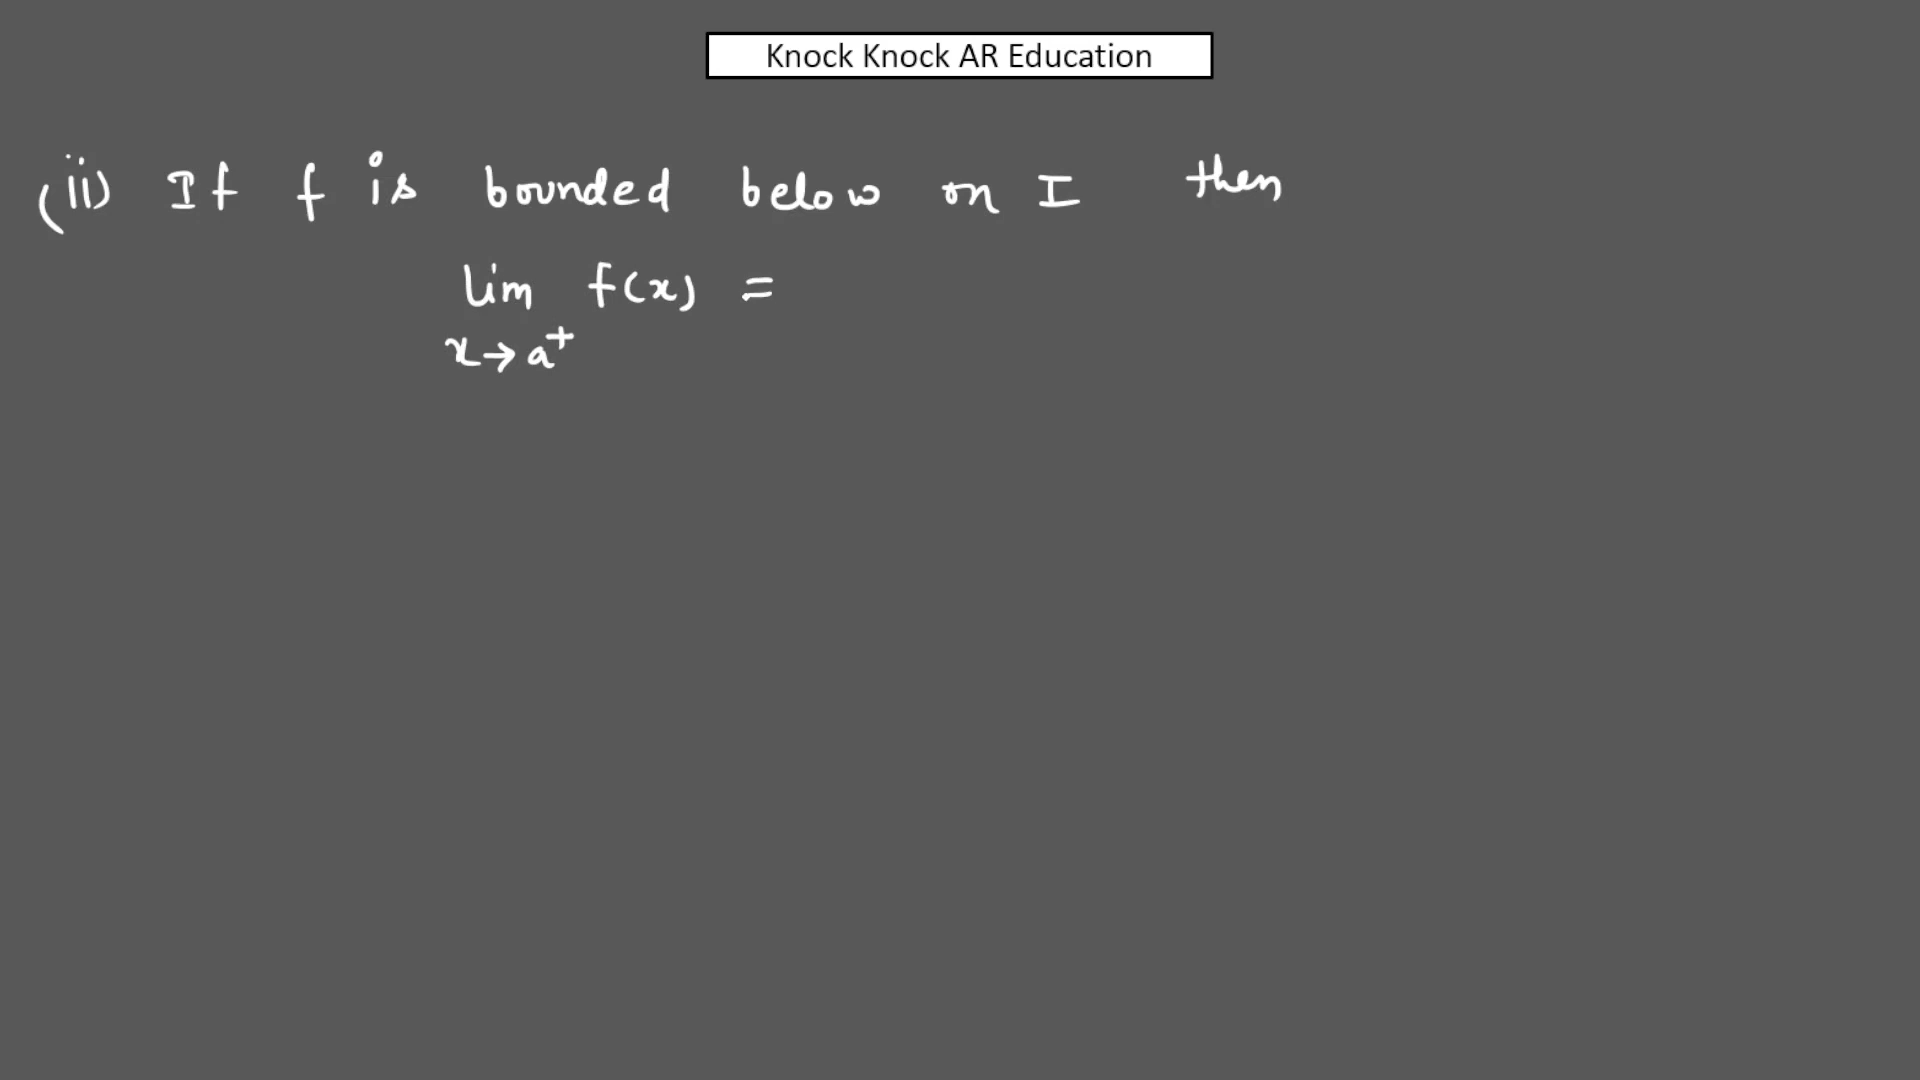 Knock Knock AR Education
(ii) If f is bounded below on I then
lim f(x) =
x→a⁺